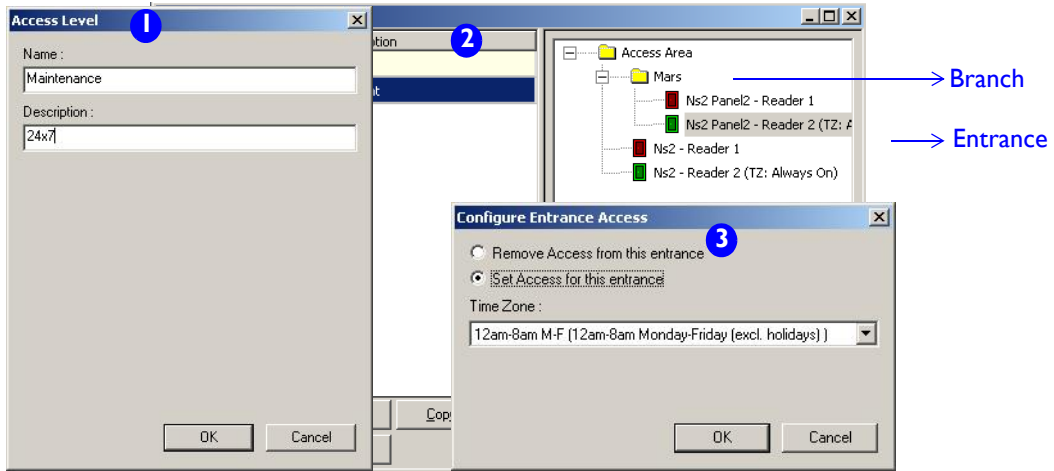 Access Level
1
Name :
Maintenance
Description :
24x7
2
Access Area
Mars
Ns2 Panel2 - Reader 1
Ns2 Panel2 - Reader 2 (TZ:
Ns2 - Reader 1
Ns2 - Reader 2 (TZ: Always On)
Branch
Entrance
Configure Entrance Access
3
Remove Access from this entrance
Set Access for this entrance
Time Zone :
12am-8am M-F (12am-8am Monday-Friday (excl. holidays) )
OK
Cancel
OK
Cancel